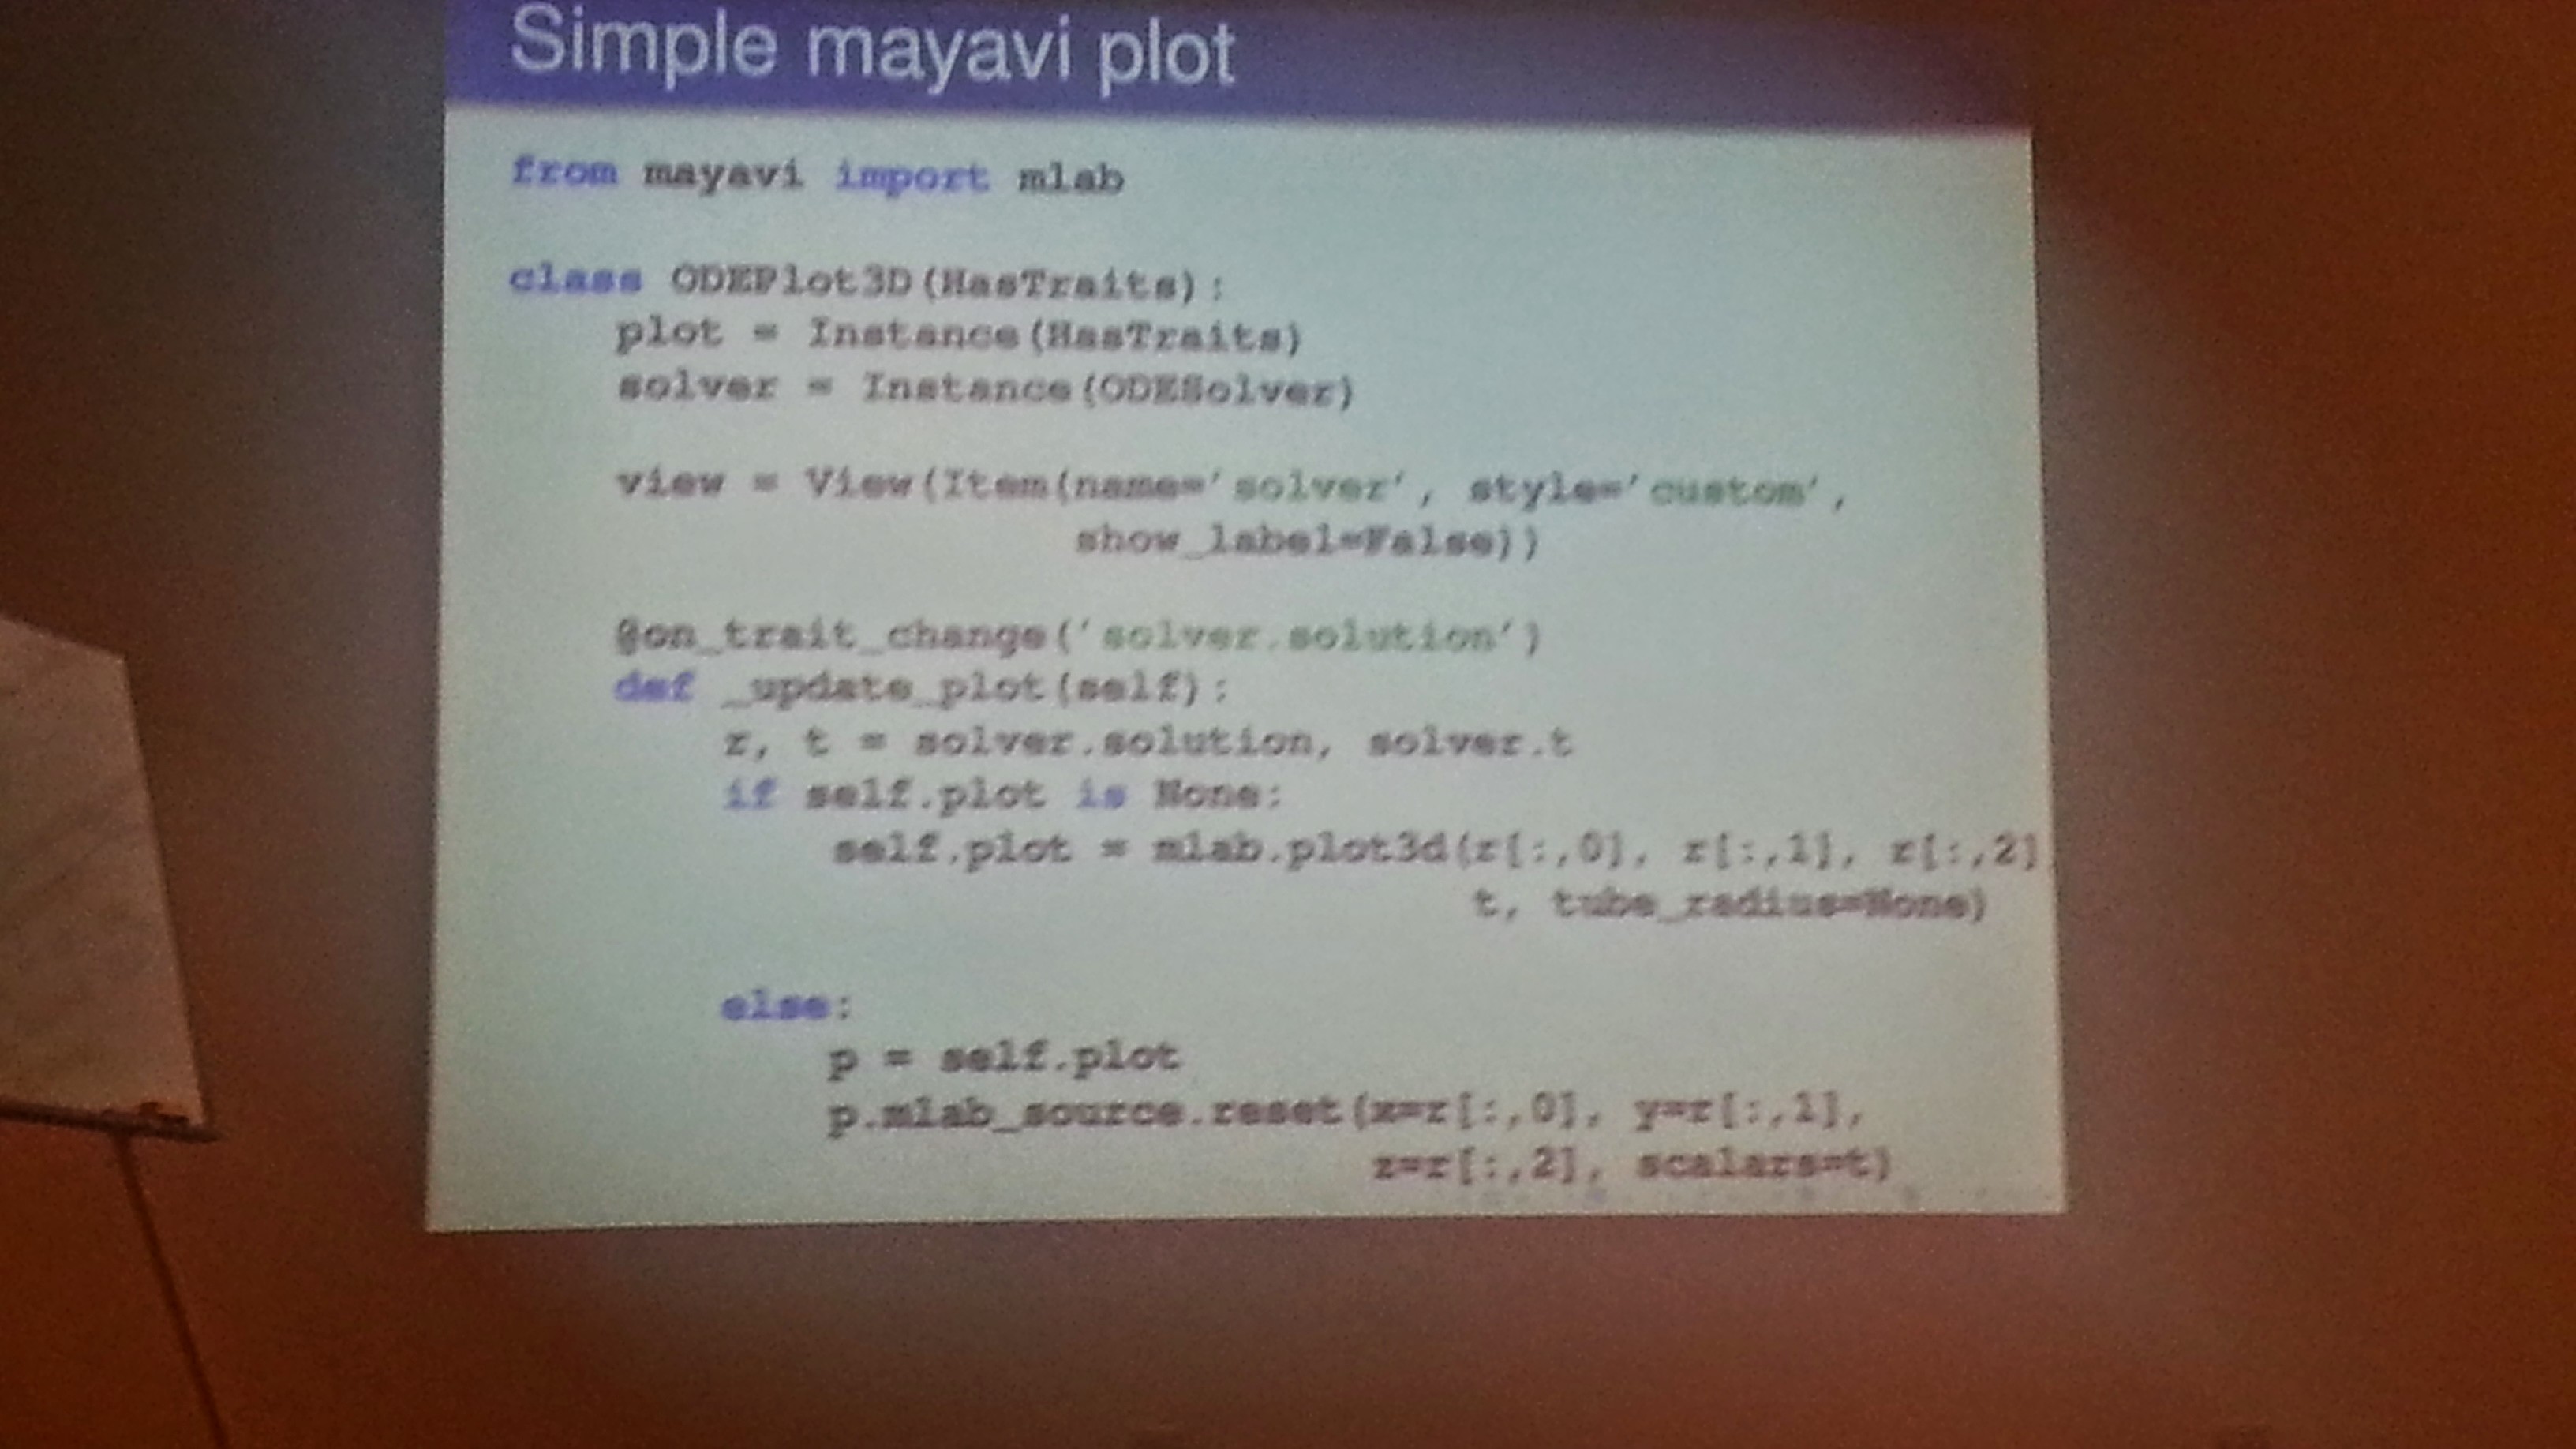 Simple mayavi plot
from mayavi import mlab
class ODEPlot3D(HasTraits):
    plot = Instance(HasTraits)
    solver = Instance(ODESolver)
    view = View(Item(name='solver', style='custom',
                     show_label=False))
    @on_trait_change('solver.solution')
    def _update_plot(self):
        r, t = solver.solution, solver.t
        if self.plot is None:
            self.plot = mlab.plot3d(r[:,0], r[:,1], r[:,2]
                                    t, tube_radius=None)
        else:
            p = self.plot
            p.mlab_source.reset(x=r[:,0], y=r[:,1],
                                z=r[:,2], scalars=t)